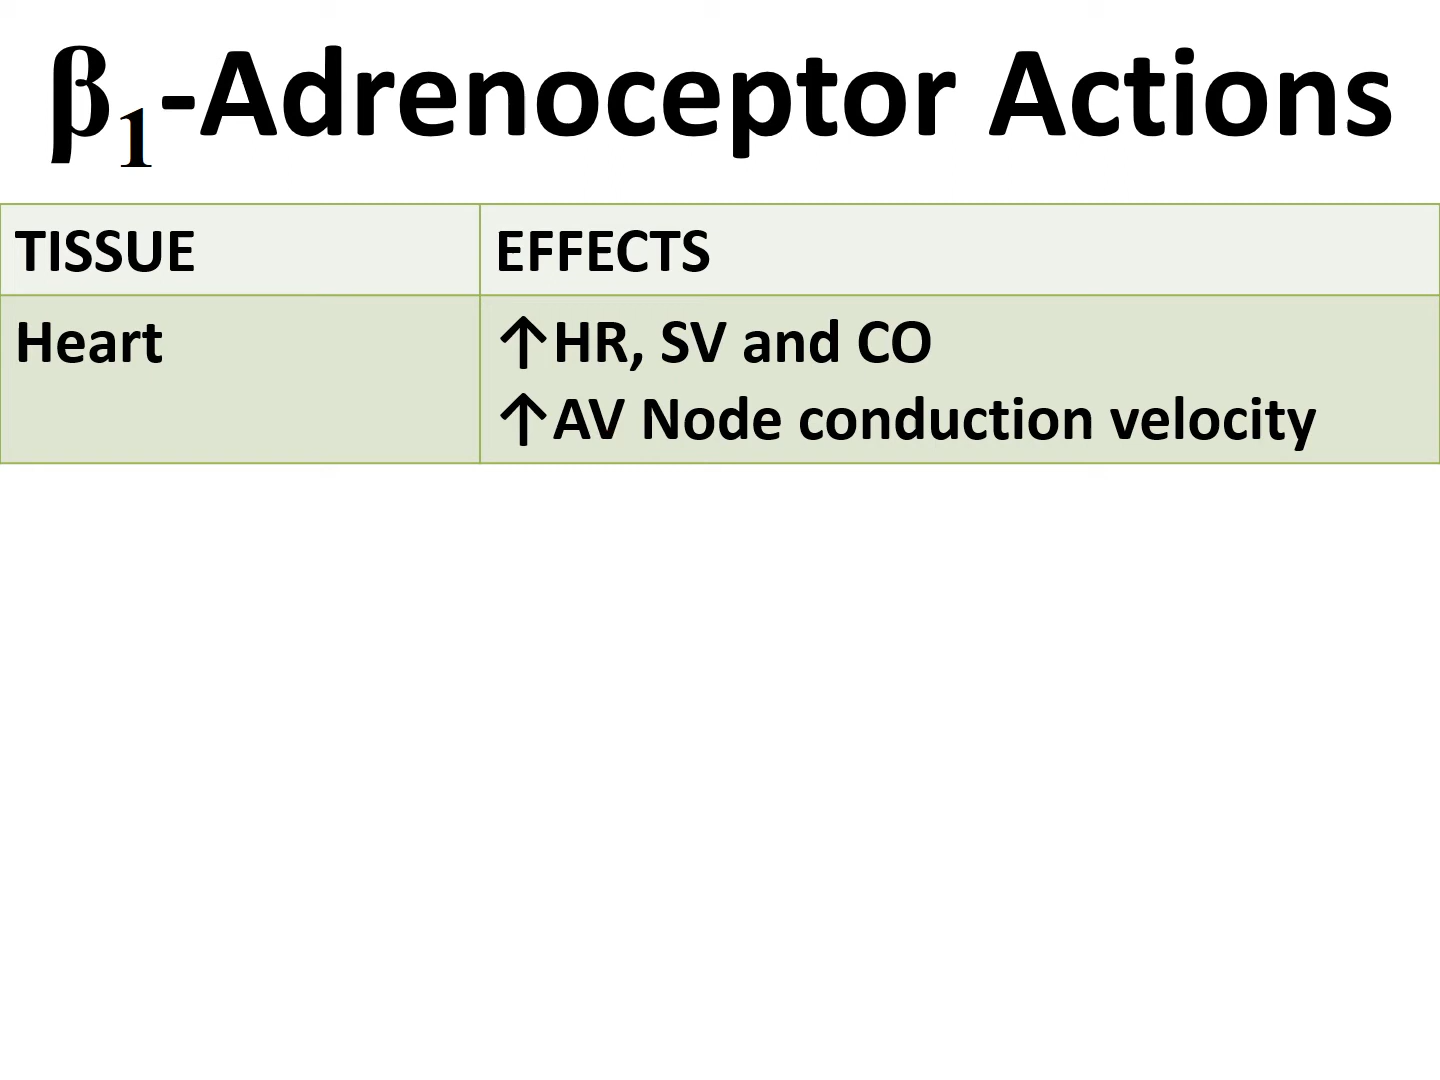 β₁-Adrenoceptor Actions
TISSUE EFFECTS
Heart ↑HR, SV and CO
↑AV Node conduction velocity